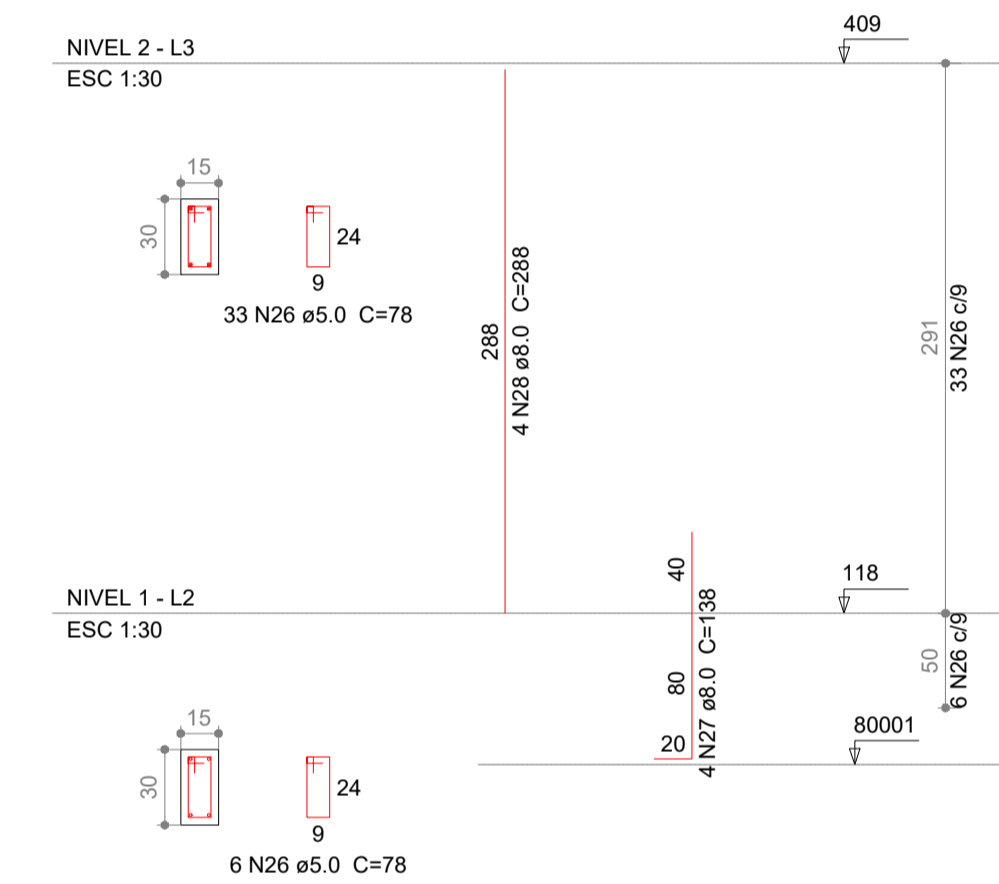 NIVEL 2 - L3
ESC 1:30
409
15
30
24
9
33 N26 ø5.0  C=78
288
4 N28 ø8.0  C=288
291
33 N26 c/9
NIVEL 1 - L2
ESC 1:30
118
40
80
20
4 N27 ø8.0  C=138
50
6 N26 c/9
80001
15
30
24
9
6 N26 ø5.0  C=78